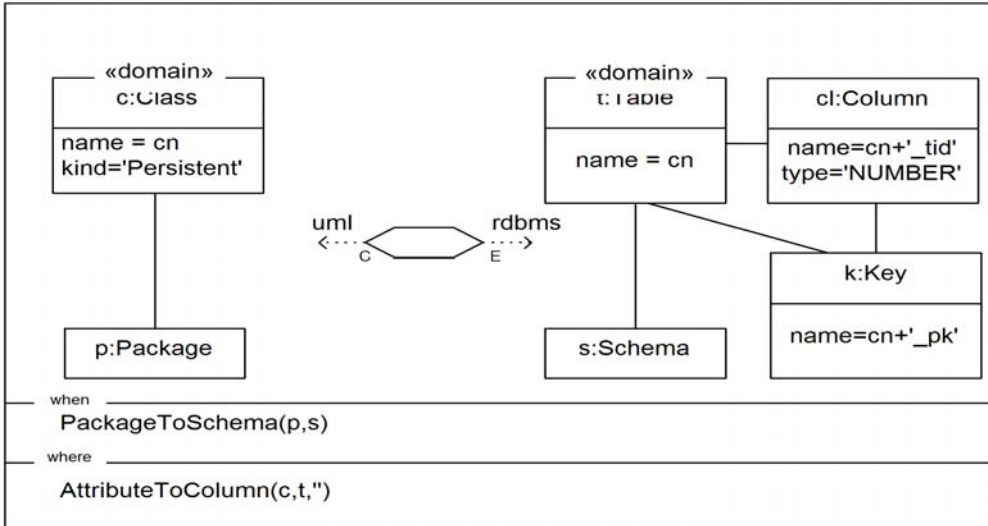 «domain»
c:Class
name = cn
kind='Persistent'
p:Package
uml
C
rdbms
E
«domain»
t:Table
name = cn
cl:Column
name=cn+'_tid'
type='NUMBER'
s:Schema
k:Key
name=cn+'_pk'
when
PackageToSchema(p,s)
where
AttributeToColumn(c,t,'')